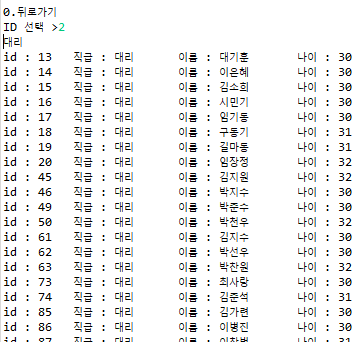 0.뒤로가기
ID 선택 >2
대리
id : 13 직급 : 대리 이름 : 대기훈 나이 : 30
id : 14 직급 : 대리 이름 : 이은혜 나이 : 30
id : 15 직급 : 대리 이름 : 김소희 나이 : 30
id : 16 직급 : 대리 이름 : 시민기 나이 : 30
id : 17 직급 : 대리 이름 : 임기동 나이 : 30
id : 18 직급 : 대리 이름 : 구동기 나이 : 31
id : 19 직급 : 대리 이름 : 길마동 나이 : 31
id : 20 직급 : 대리 이름 : 임장정 나이 : 32
id : 45 직급 : 대리 이름 : 김지원 나이 : 32
id : 46 직급 : 대리 이름 : 박지수 나이 : 30
id : 49 직급 : 대리 이름 : 박준수 나이 : 30
id : 50 직급 : 대리 이름 : 박천우 나이 : 32
id : 61 직급 : 대리 이름 : 김지수 나이 : 30
id : 62 직급 : 대리 이름 : 박선우 나이 : 30
id : 63 직급 : 대리 이름 : 박찬원 나이 : 32
id : 73 직급 : 대리 이름 : 최사랑 나이 : 30
id : 74 직급 : 대리 이름 : 김준석 나이 : 31
id : 85 직급 : 대리 이름 : 김가련 나이 : 30
id : 86 직급 : 대리 이름 : 이병진 나이 : 30
id : 87 직급 : 대리 이름 : 이찬범 나이 : 31